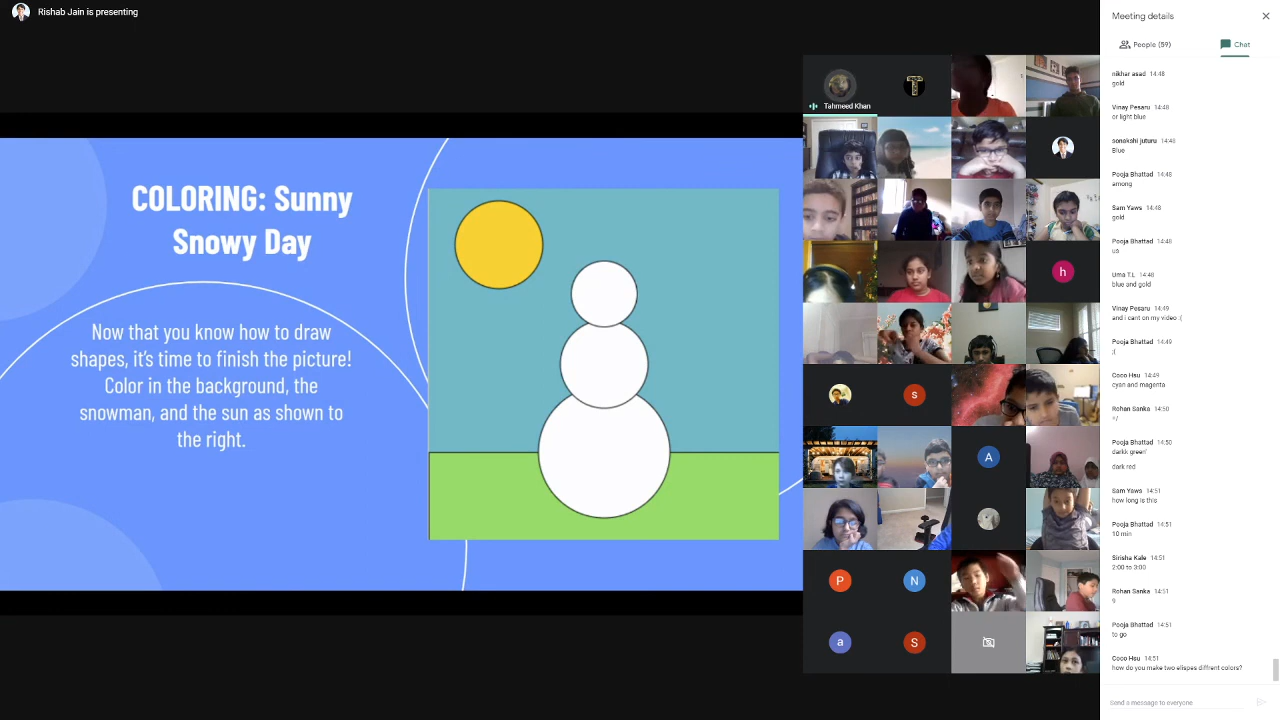 Rishab Jain is presenting
COLORING: Sunny
Snowy Day
Now that you know how to draw
shapes, it's time to finish the picture!
Color in the background, the
snowman, and the sun as shown to
the right.
Tahmeed Khan
T
h
s
A
P
N
a
S
Meeting details
People (59)
Chat
nikhar asad 14:48
gold
Vinay Pesaru 14:48
or light blue
sonakshi juturu 14:48
Blue
Pooja Bhattad 14:48
among
Sam Yaws 14:48
gold
Pooja Bhattad 14:48
us
Uma T.L 14:48
blue and gold
Vinay Pesaru 14:49
and i cant on my video :(
Pooja Bhattad 14:49
;(
Coco Hsu 14:49
cyan and magenta
Rohan Sanka 14:50
=/
Pooja Bhattad 14:50
darkk green'
dark red
Sam Yaws 14:51
how long is this
Pooja Bhattad 14:51
10 min
Sirisha Kale 14:51
2:00 to 3:00
Rohan Sanka 14:51
9
Pooja Bhattad 14:51
to go
Coco Hsu 14:51
how do you make two elispes diffrent colors?
Send a message to everyone